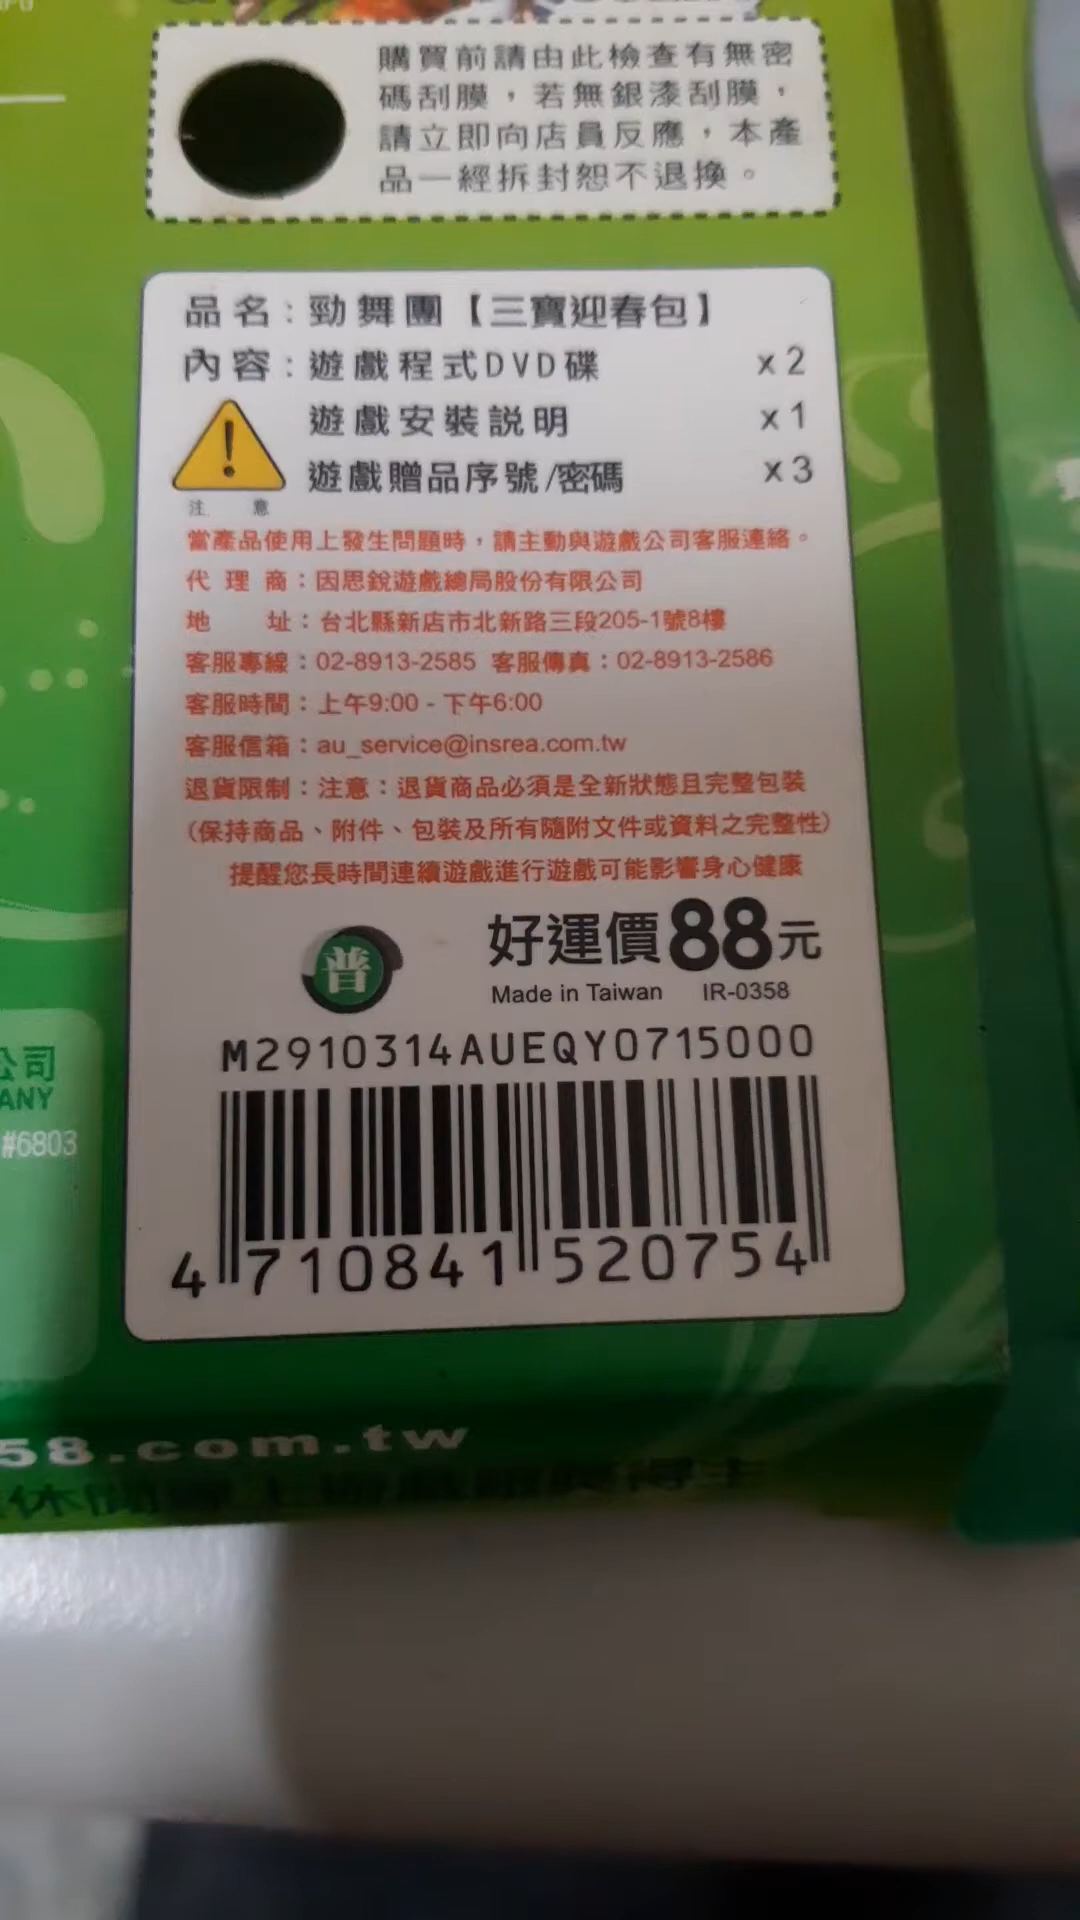 購買前請由此檢查有無密
碼刮膜，若無銀漆刮膜，
請立即向店員反應，本產
品一經拆封恕不退換。
品名：勁舞團【三寶迎春包】
內容：遊戲程式DVD碟 x2
遊戲安裝説明 x1
遊戲贈品序號/密碼 x3
注意
當產品使用上發生問題時，請主動與遊戲公司客服連絡。
代理商：因思銳遊戲總局股份有限公司
地址：台北縣新店市北新路三段205-1號8樓
客服專線：02-8913-2585 客服傳真：02-8913-2586
客服時間：上午9:00 - 下午6:00
客服信箱：au_service@insrea.com.tw
退貨限制：注意：退貨商品必須是全新狀態且完整包裝
（保持商品、附件、包裝及所有隨附文件或資料之完整性）
提醒您長時間連續遊戲進行遊戲可能影響身心健康
普
好運價88元
Made in Taiwan IR-0358
M2910314AUEQY0715000
4 710841 520754
公司
ANY
#6803
58.com.tw